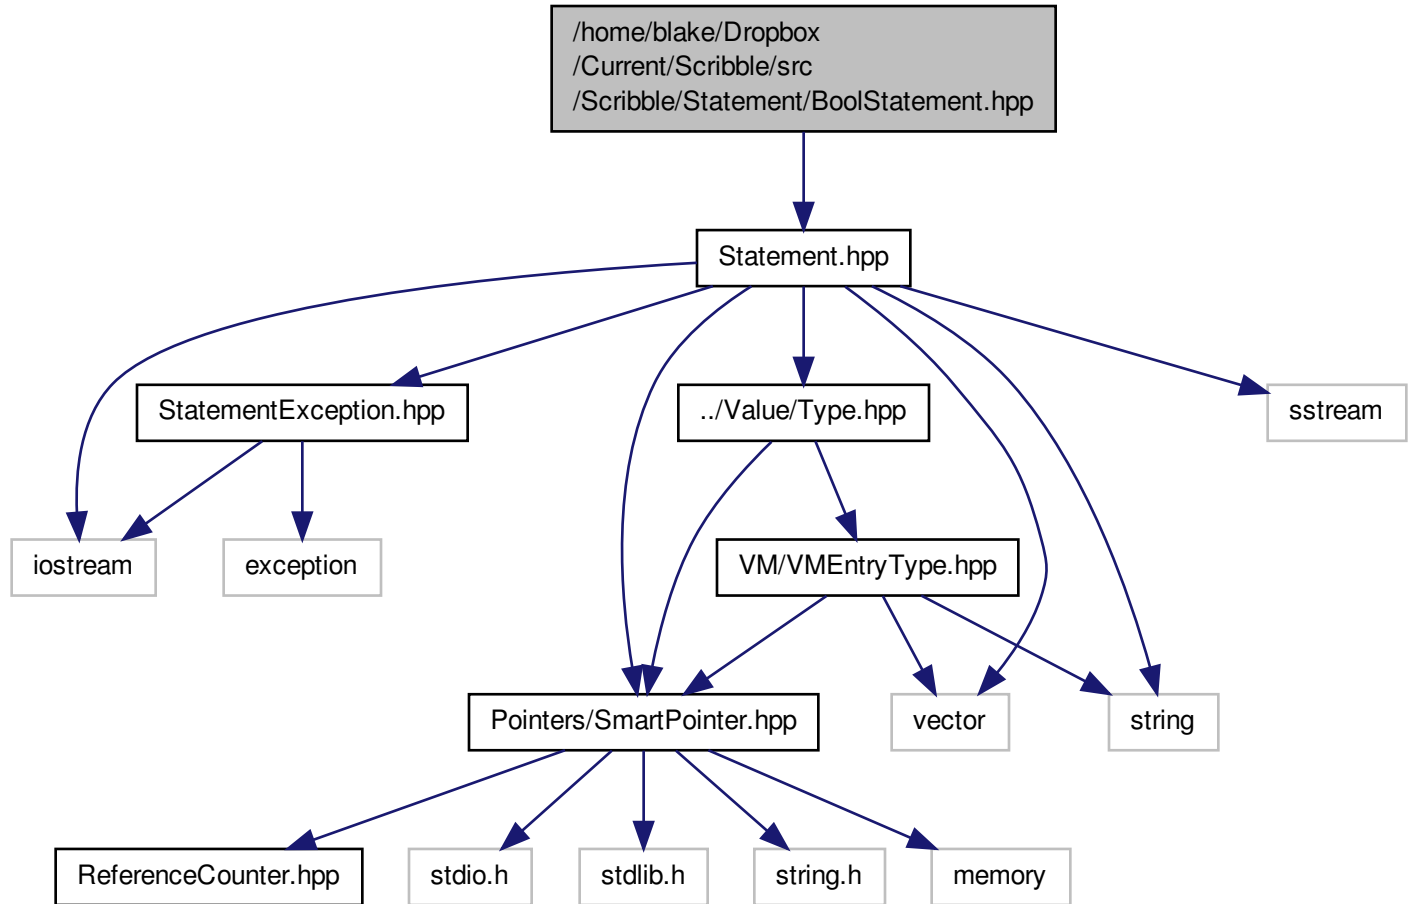 /home/blake/Dropbox
/Current/Scribble/src
/Scribble/Statement/BoolStatement.hpp
Statement.hpp
StatementException.hpp
../Value/Type.hpp
sstream
iostream
exception
VM/VMEntryType.hpp
Pointers/SmartPointer.hpp
vector
string
ReferenceCounter.hpp
stdio.h
stdlib.h
string.h
memory